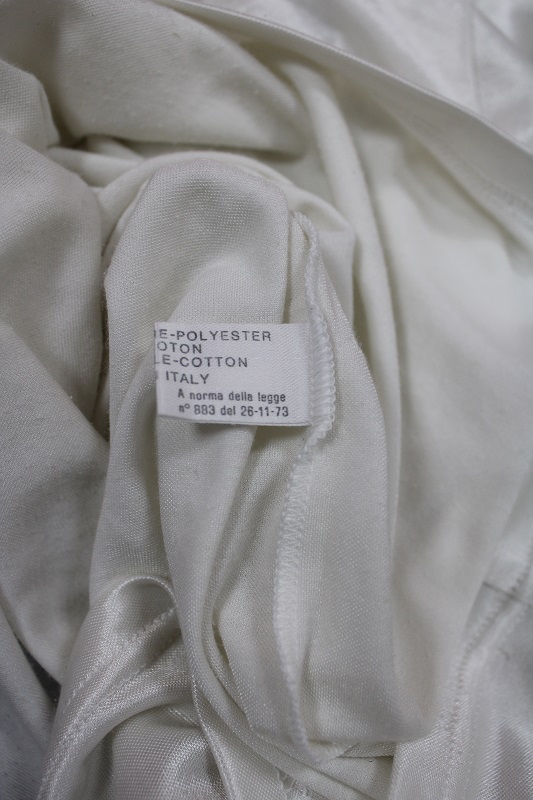 E-POLYESTER
OTON
LE-COTTON
ITALY
A norma della legge
n° 883 del 26-11-73